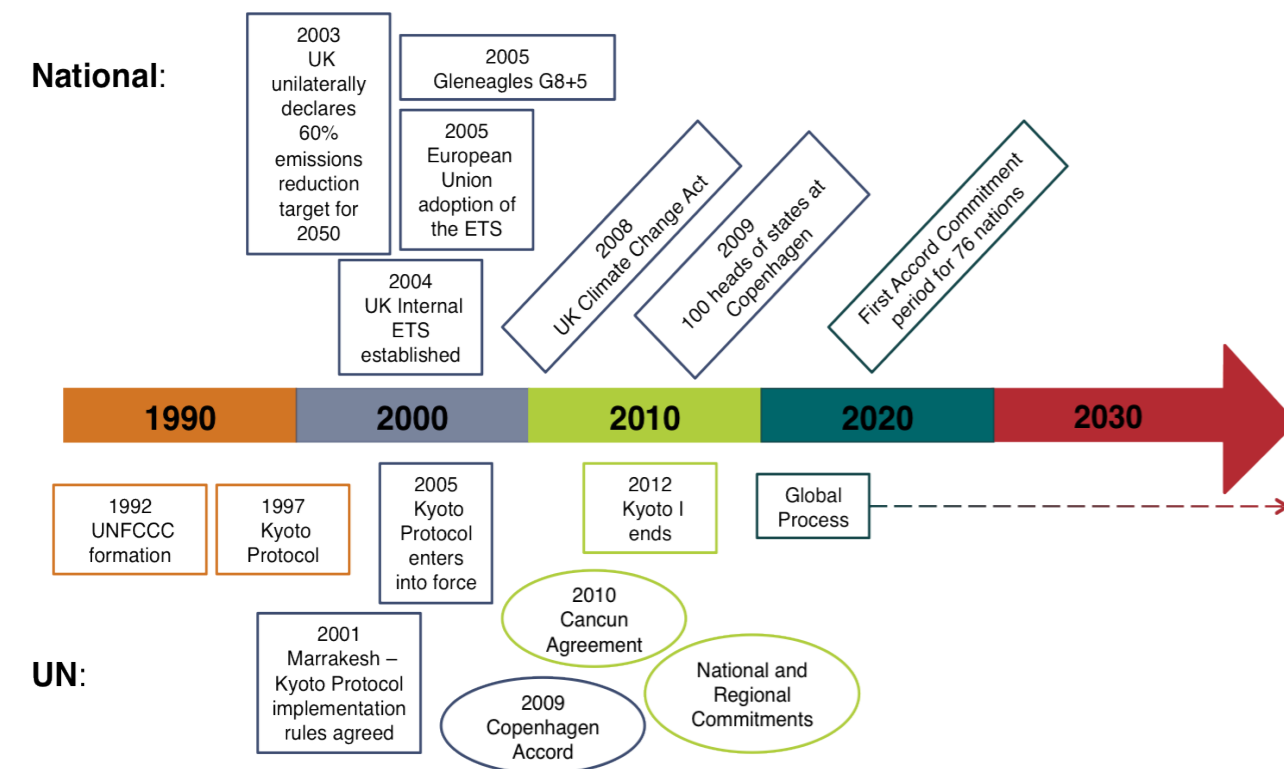 National:
2003
UK
unilaterally
declares
60%
emissions
reduction
target for
2050
2005
Gleneagles G8+5
2005
European
Union
adoption of
the ETS
2004
UK Internal
ETS
established
2008
UK Climate Change Act
2009
100 heads of states at
Copenhagen
First Accord Commitment
period for 76 nations
1990
2000
2010
2020
2030
1992
UNFCCC
formation
1997
Kyoto
Protocol
2005
Kyoto
Protocol
enters
into force
2012
Kyoto I
ends
Global
Process
UN:
2001
Marrakesh –
Kyoto Protocol
implementation
rules agreed
2010
Cancun
Agreement
2009
Copenhagen
Accord
National and
Regional
Commitments